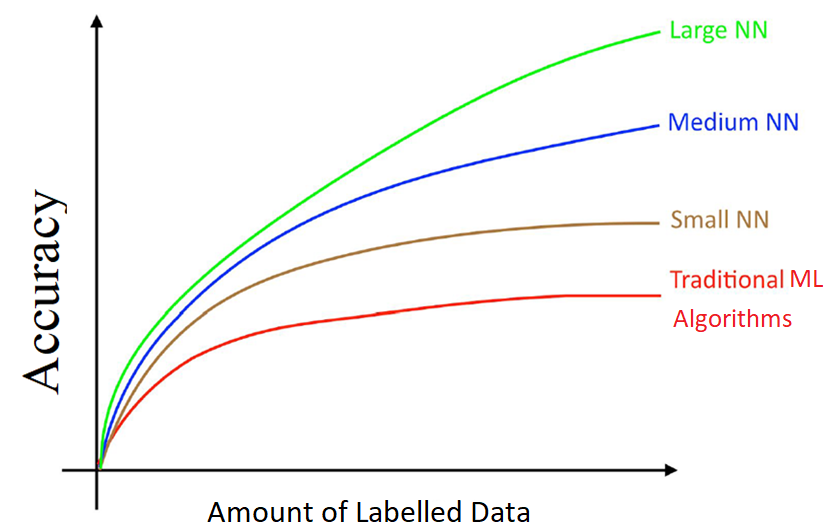 Large NN
Medium NN
Small NN
Traditional ML
Algorithms
Accuracy
Amount of Labelled Data